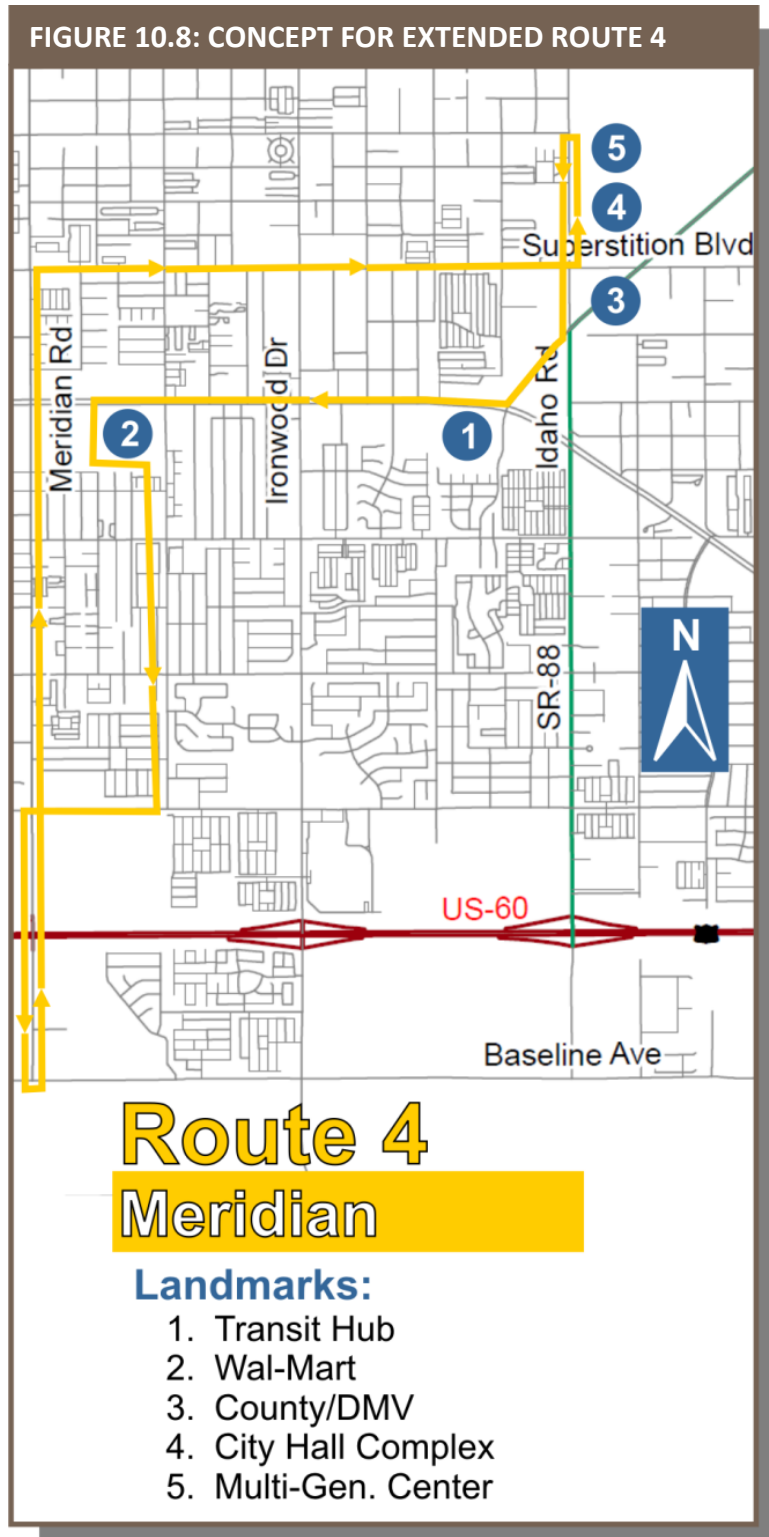 FIGURE 10.8: CONCEPT FOR EXTENDED ROUTE 4
5
4
Superstition Blvd
3
Meridian Rd
Ironwood Dr
Idaho Rd
2
1
SR-88
N
US-60
Baseline Ave
Route 4
Meridian
Landmarks:
1. Transit Hub
2. Wal-Mart
3. County/DMV
4. City Hall Complex
5. Multi-Gen. Center